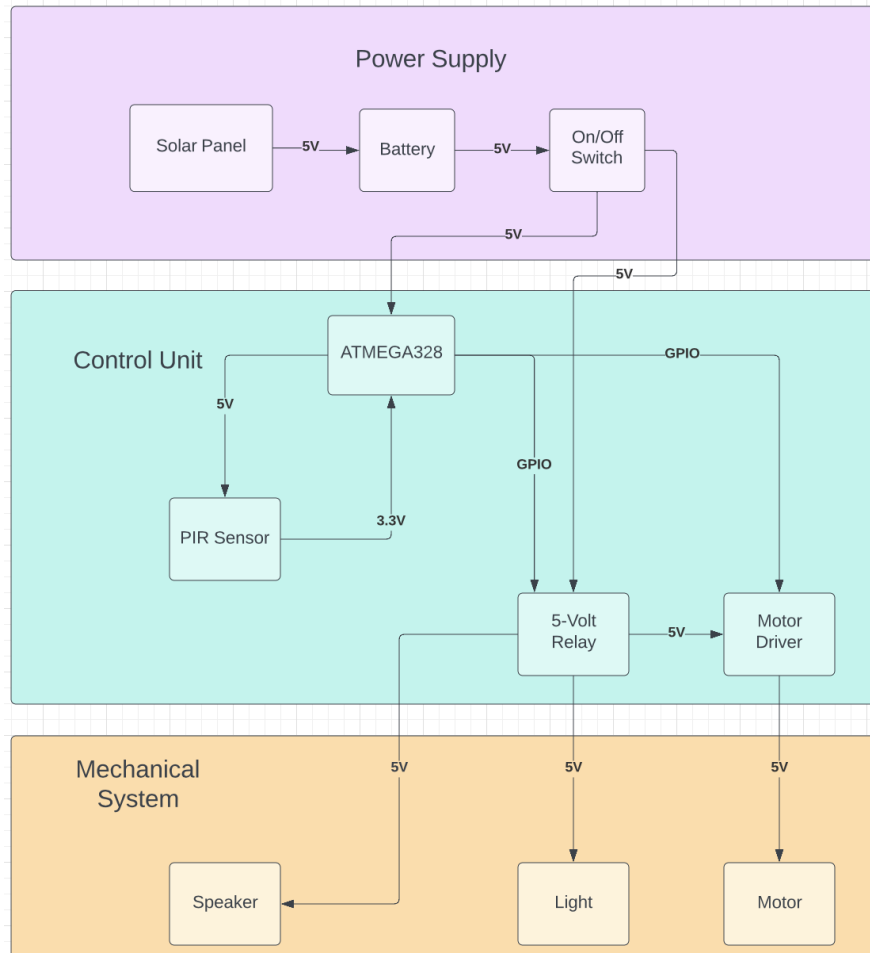 Power Supply
Solar Panel
5V
Battery
5V
On/Off
Switch
5V
5V
Control Unit
ATMEGA328
GPIO
5V
GPIO
3.3V
PIR Sensor
5-Volt
Relay
5V
Motor
Driver
Mechanical
System
5V
5V
5V
Speaker
Light
Motor